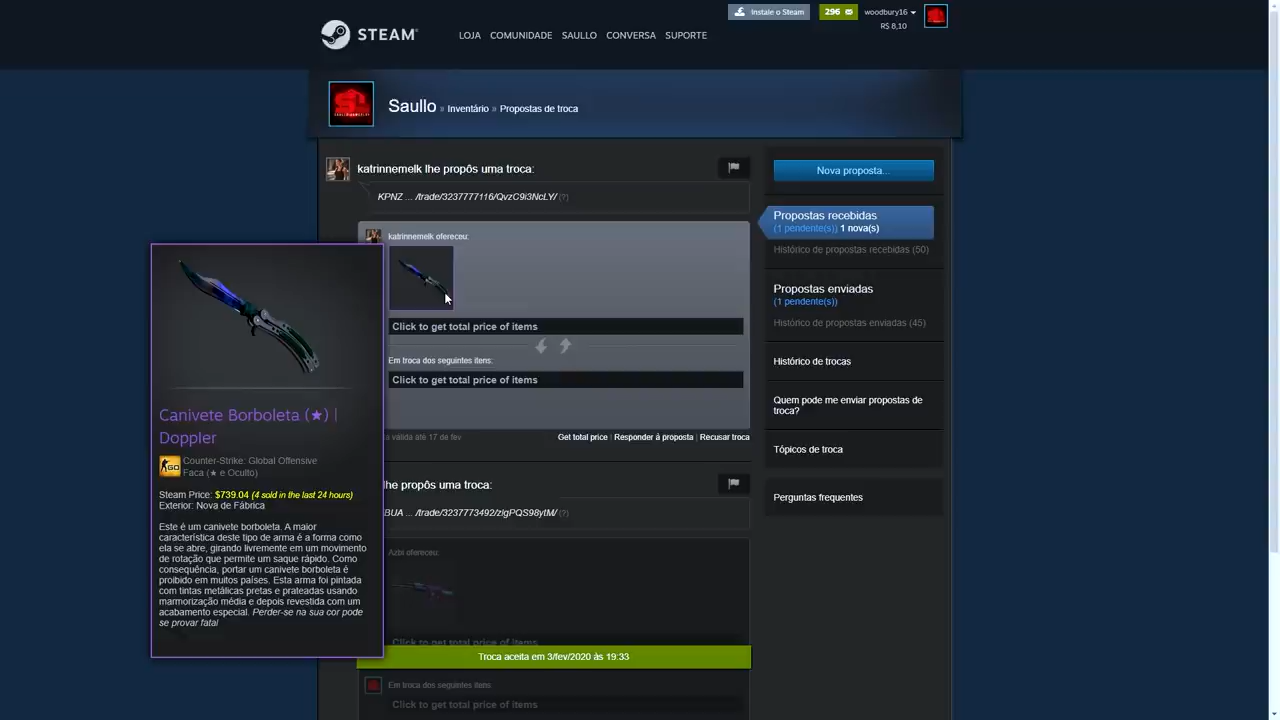 Instale o Steam
296
woodbury16
R$ 8,10
STEAM
LOJA COMUNIDADE SAULLO CONVERSA SUPORTE
Saullo » Inventário » Propostas de troca
katrinnemelk lhe propôs uma troca:
KPNZ ... /trade/3237777116/QvzC9i3NcLY/ (?)
katrinnemelk ofereceu:
Click to get total price of items
Em troca dos seguintes itens:
Click to get total price of items
a válida até 17 de fev
Get total price | Responder à proposta | Recusar troca
lhe propôs uma troca:
BUA ... /trade/3237773492/zigPQS98ytM/ (?)
Azbi ofereceu:
Click to get total price of items
Troca aceita em 3/fev/2020 às 19:33
Em troca dos seguintes itens:
Click to get total price of items
Canivete Borboleta (★) |
Doppler
Counter-Strike: Global Offensive
Faca (★ e Oculto)
Steam Price: $739.04 (4 sold in the last 24 hours)
Exterior: Nova de Fábrica
Este é um canivete borboleta. A maior
característica deste tipo de arma é a forma como
ela se abre, girando livremente em um movimento
de rotação que permite um saque rápido. Como
consequência, portar um canivete borboleta é
proibido em muitos países. Esta arma foi pintada
com tintas metálicas pretas e prateadas usando
marmorização média e depois revestida com um
acabamento especial. Perder-se na sua cor pode
se provar fatal
Nova proposta...
Propostas recebidas
(1 pendente(s)) 1 nova(s)
Histórico de propostas recebidas (50)
Propostas enviadas
(1 pendente(s))
Histórico de propostas enviadas (45)
Histórico de trocas
Quem pode me enviar propostas de
troca?
Tópicos de troca
Perguntas frequentes